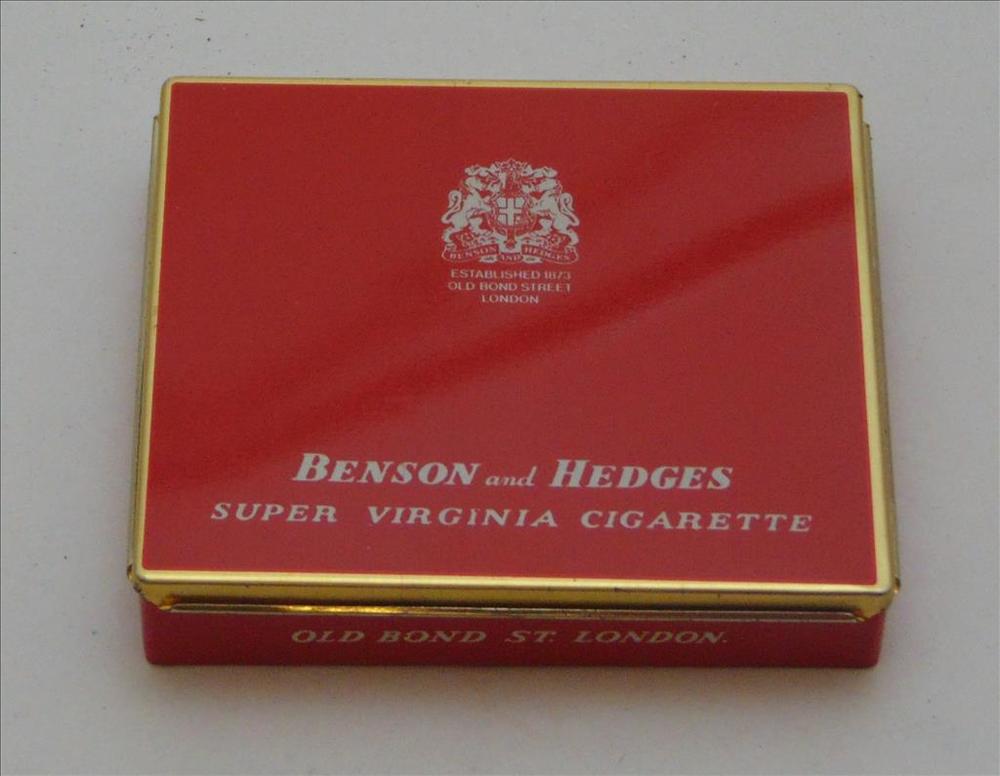 BENSON AND HEDGES
ESTABLISHED 1873
OLD BOND STREET
LONDON
BENSON and HEDGES
SUPER VIRGINIA CIGARETTE
OLD BOND ST. LONDON.